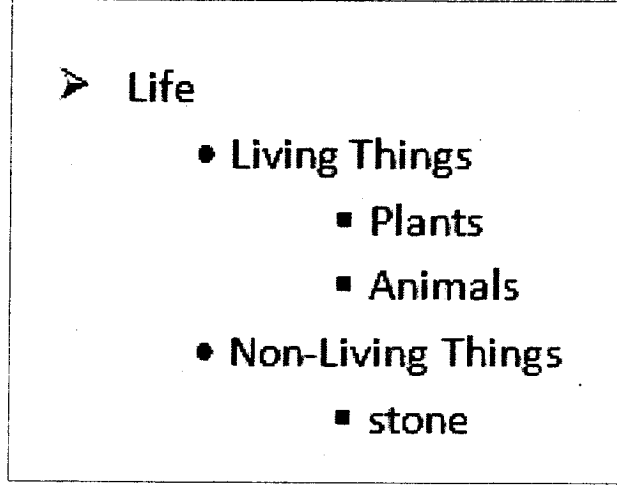 ➢ Life
• Living Things
▪ Plants
▪ Animals
• Non-Living Things
▪ stone